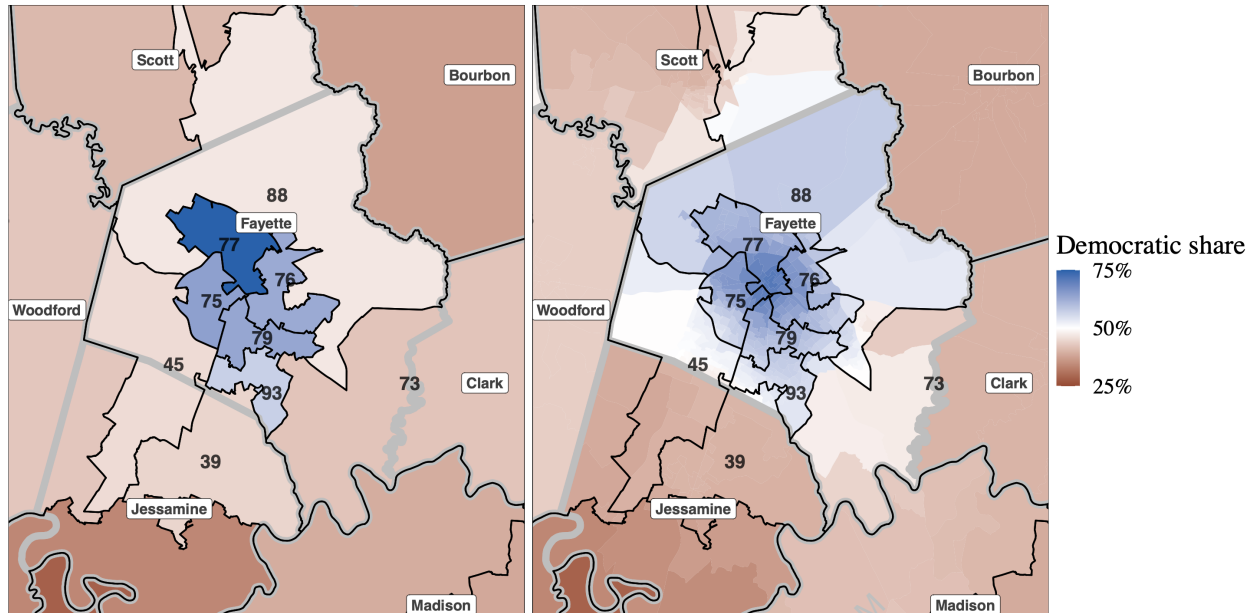 Scott
Bourbon
88
Fayette
77
76
75
Woodford
79
45
73
Clark
93
39
Jessamine
Madison
Scott
Bourbon
88
Fayette
77
76
75
Woodford
79
45
73
Clark
93
39
Jessamine
Madison
Democratic share
75%
50%
25%